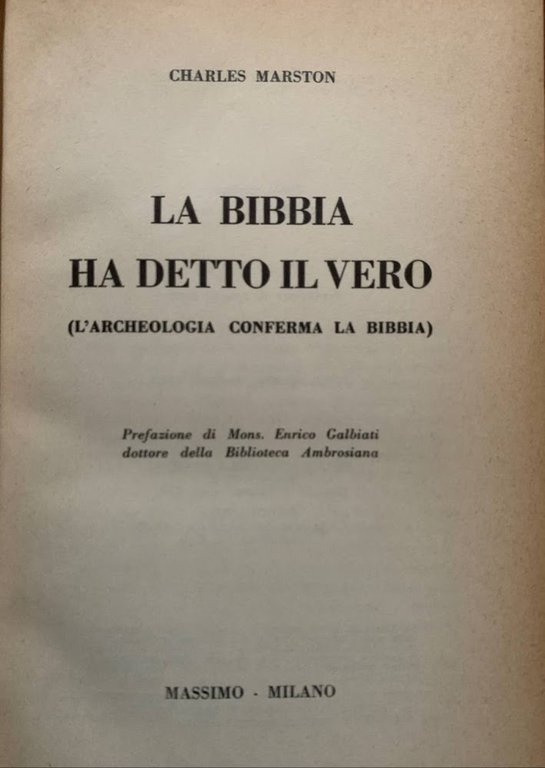 CHARLES MARSTON
LA BIBBIA
HA DETTO IL VERO
(L'ARCHEOLOGIA CONFERMA LA BIBBIA)
Prefazione di Mons. Enrico Galbiati
dottore della Biblioteca Ambrosiana
MASSIMO - MILANO